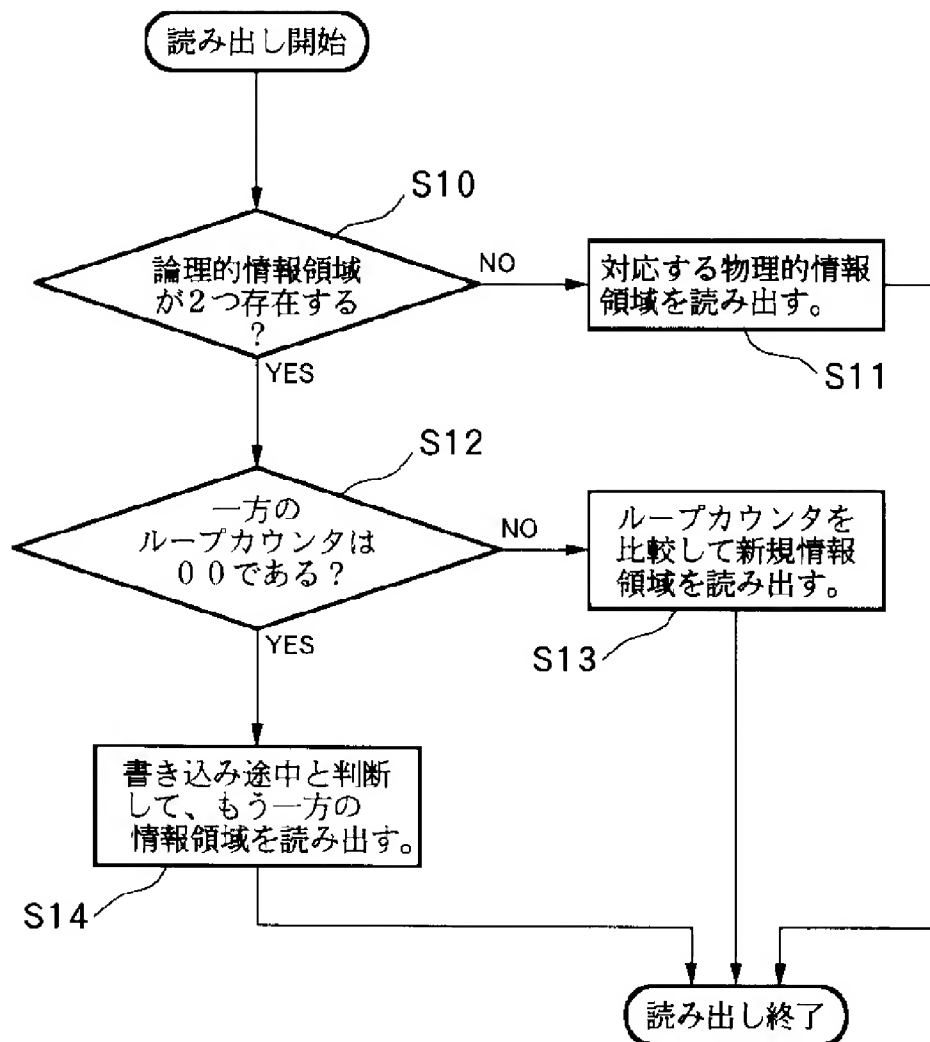 読み出し開始
S10
論理的情報領域
が２つ存在する
？
NO
対応する物理的情報
領域を読み出す。
S11
YES
S12
一方の
ループカウンタは
００である？
NO
ループカウンタを
比較して新規情報
領域を読み出す。
S13
YES
書き込み途中と判断
して、もう一方の
情報領域を読み出す。
S14
読み出し終了